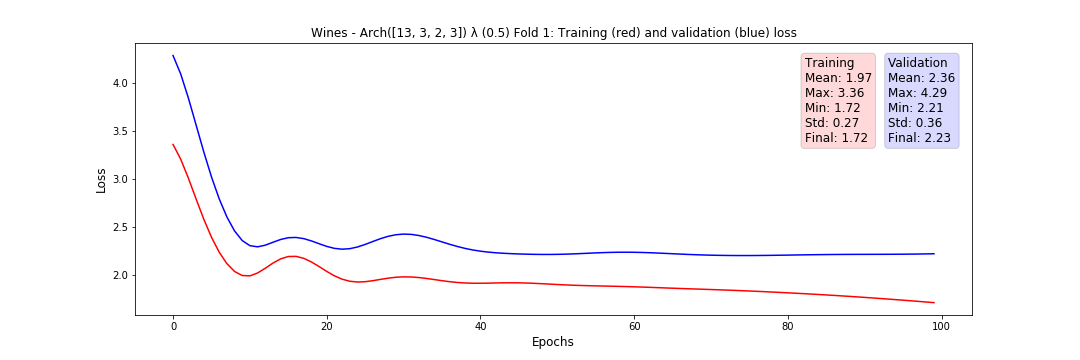 Wines - Arch([13, 3, 2, 3]) λ (0.5) Fold 1: Training (red) and validation (blue) loss
Training
Mean: 1.97
Max: 3.36
Min: 1.72
Std: 0.27
Final: 1.72
Validation
Mean: 2.36
Max: 4.29
Min: 2.21
Std: 0.36
Final: 2.23
Loss
4.0
3.5
3.0
2.5
2.0
0
20
40
60
80
100
Epochs